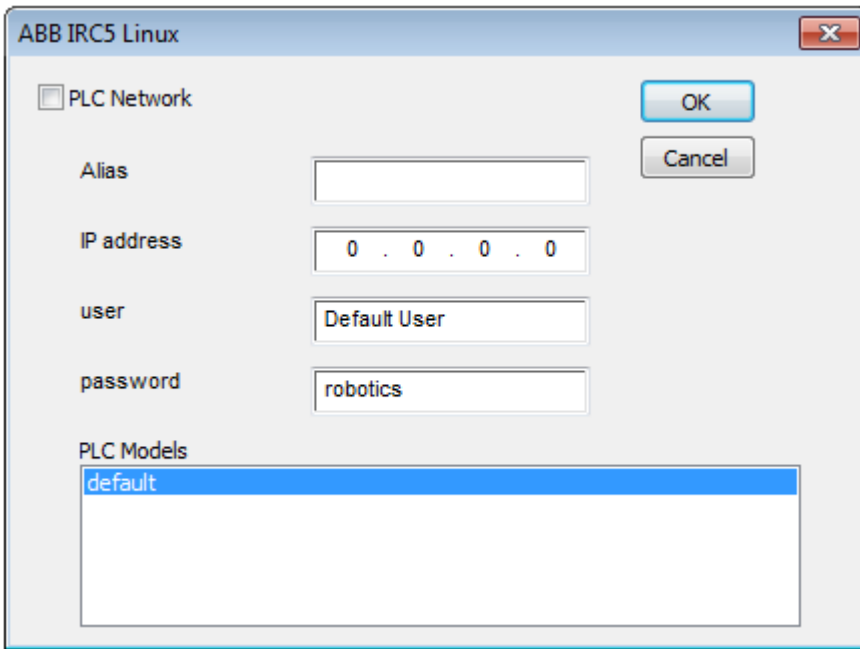 ABB IRC5 Linux
PLC Network
OK
Cancel
Alias
IP address
0 . 0 . 0 . 0
user
Default User
password
robotics
PLC Models
default